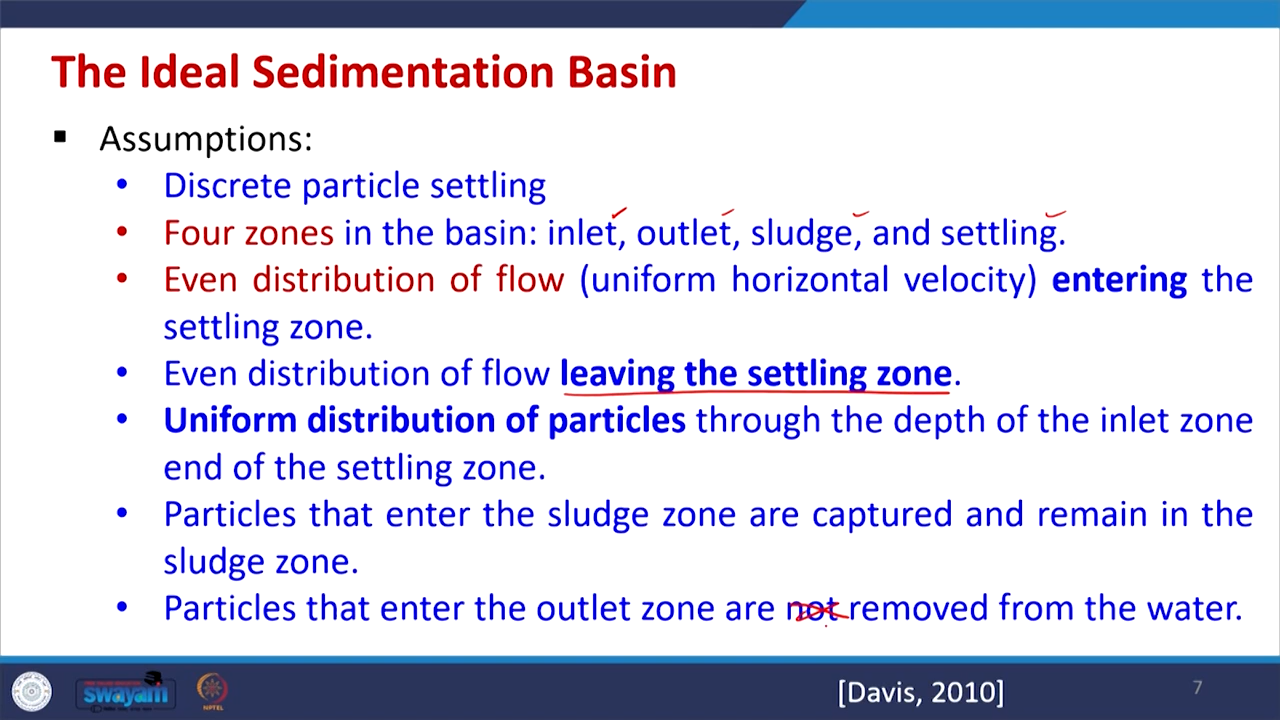 The Ideal Sedimentation Basin
▪ Assumptions:
• Discrete particle settling
• Four zones in the basin: inlet, outlet, sludge, and settling.
• Even distribution of flow (uniform horizontal velocity) entering the
settling zone.
• Even distribution of flow leaving the settling zone.
• Uniform distribution of particles through the depth of the inlet zone
end of the settling zone.
• Particles that enter the sludge zone are captured and remain in the
sludge zone.
• Particles that enter the outlet zone are not removed from the water.
swayam
NPTEL
[Davis, 2010]
7